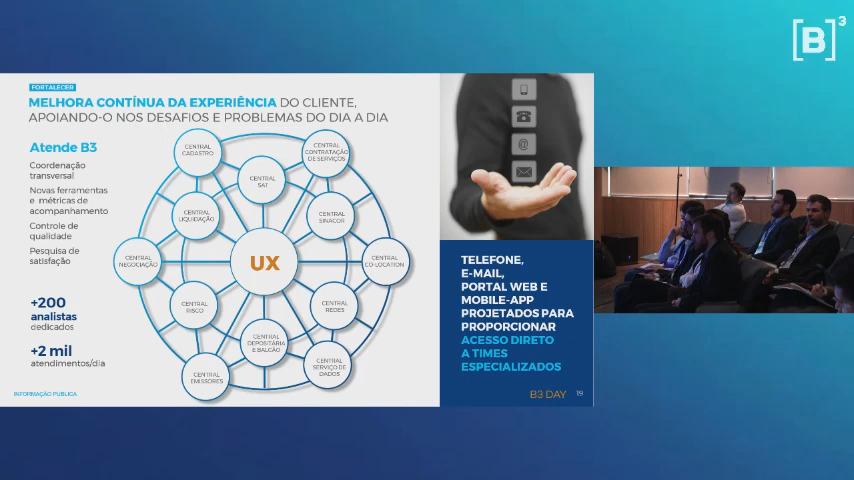 [B]³
FORTALECER
MELHORA CONTÍNUA DA EXPERIÊNCIA DO CLIENTE,
APOIANDO-O NOS DESAFIOS E PROBLEMAS DO DIA A DIA
Atende B3
Coordenação
transversal
Novas ferramentas
e métricas de
acompanhamento
Controle de
qualidade
Pesquisa de
satisfação
+200
analistas
dedicados
+2 mil
atendimentos/dia
CENTRAL
CADASTRO
CENTRAL
CONTRATAÇÃO
DE SERVIÇOS
CENTRAL
SAT
CENTRAL
LIQUIDAÇÃO
CENTRAL
SINACOR
CENTRAL
NEGOCIAÇÃO
UX
CENTRAL
CO-LOCATION
CENTRAL
RISCO
CENTRAL
REDES
CENTRAL
DEPOSITÁRIA
E BALCÃO
CENTRAL
EMISSORES
CENTRAL
SERVIÇO DE
DADOS
@
TELEFONE,
E-MAIL,
PORTAL WEB E
MOBILE-APP
PROJETADOS PARA
PROPORCIONAR
ACESSO DIRETO
A TIMES
ESPECIALIZADOS
INFORMAÇÃO PUBLICA
B3 DAY 19